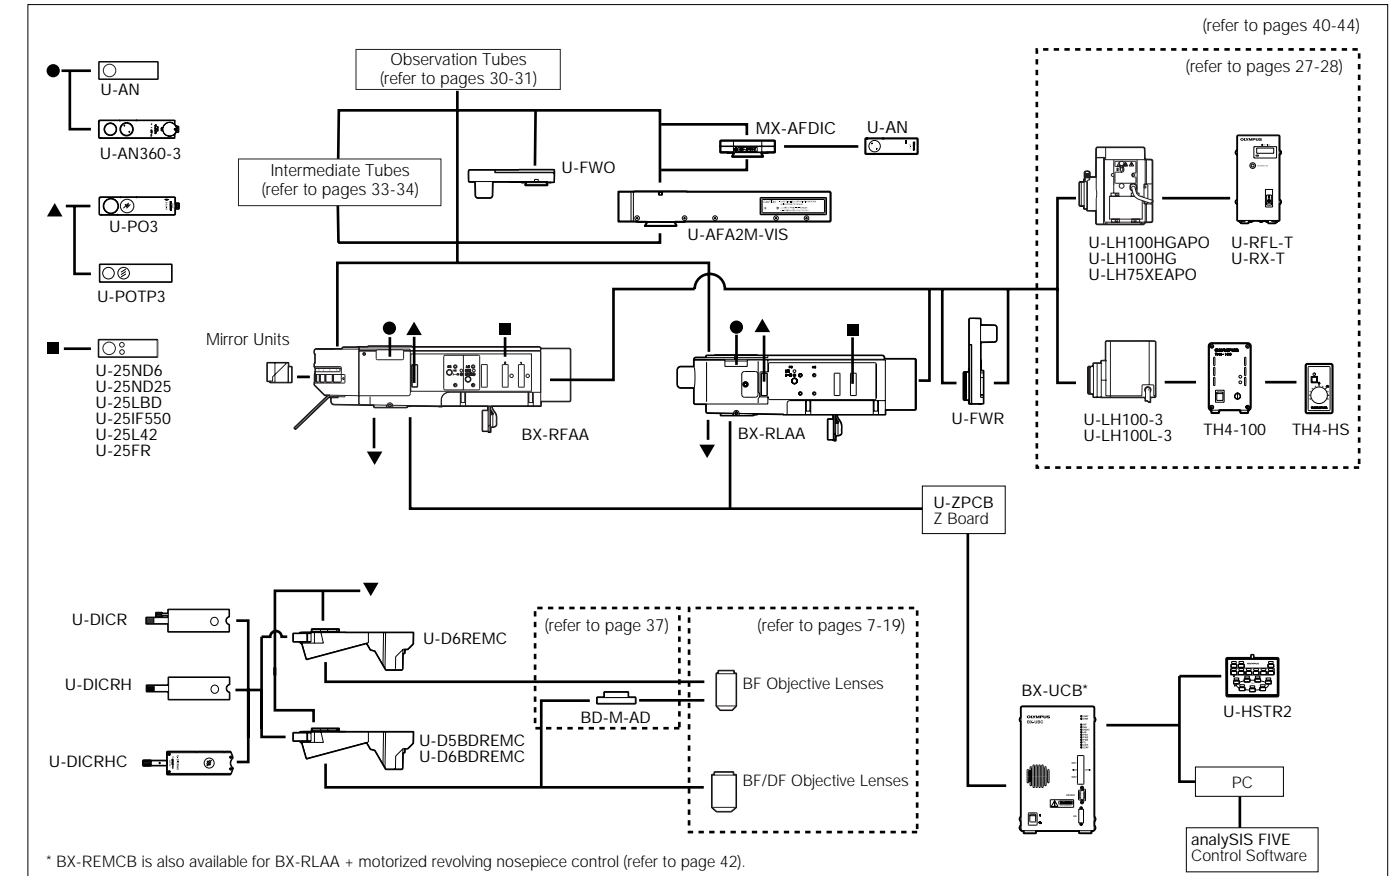 (refer to pages 40-44)
Observation Tubes
(refer to pages 30-31)
(refer to pages 27-28)
U-AN
U-AN360-3
MX-AFDIC
U-AN
Intermediate Tubes
(refer to pages 33-34)
U-FWO
U-PO3
U-AFA2M-VIS
U-LH100HGAPO
U-LH100HG
U-LH75XEAPO
U-RFL-T
U-RX-T
U-POTP3
Mirror Units
U-25ND6
U-25ND25
U-25LBD
U-25IF550
U-25L42
U-25FR
BX-RFAA
BX-RLAA
U-FWR
U-LH100-3
U-LH100L-3
OLYMPUS
TH4-100
TH4-100
TH4-HS
U-ZPCB
Z Board
U-DICR
U-D6REMC
(refer to page 37)
(refer to pages 7-19)
U-DICRH
BF Objective Lenses
BD-M-AD
BX-UCB*
OLYMPUS
U-HSTR2
U-DICRHC
U-D5BDREMC
U-D6BDREMC
BF/DF Objective Lenses
PC
analySIS FIVE
Control Software
* BX-REMCB is also available for BX-RLAA + motorized revolving nosepiece control (refer to page 42).